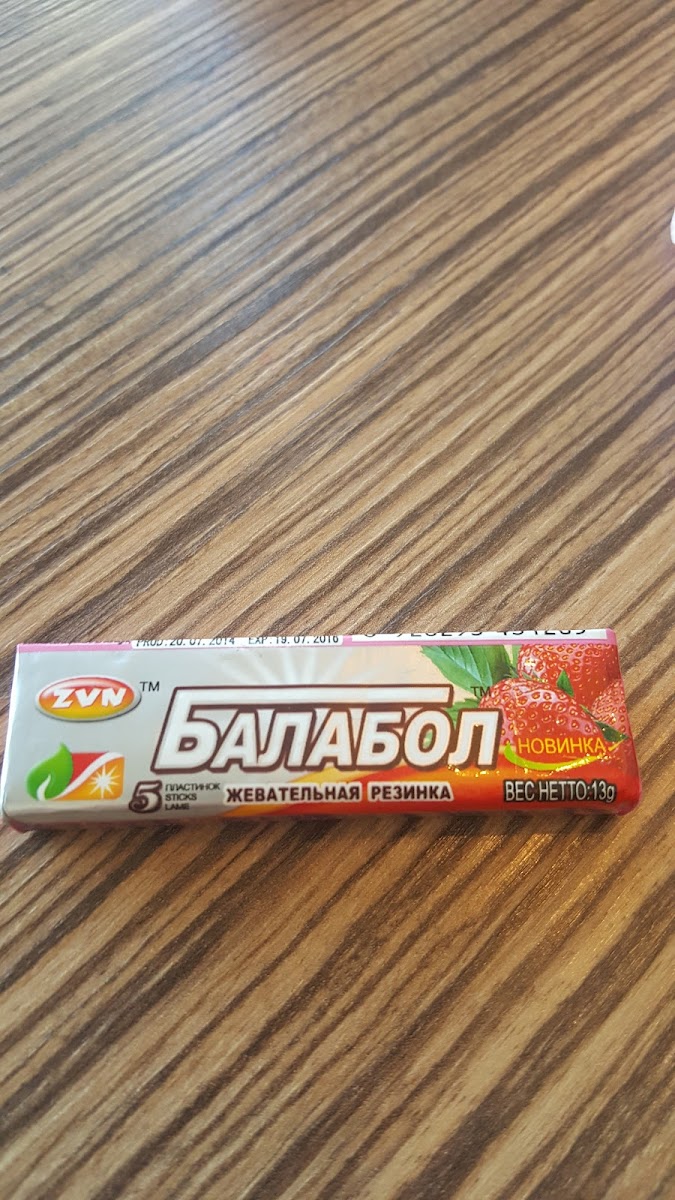 PROD.20.07.2014 EXP.19.07.2016
ZVN TM
БАЛАБОЛ TM
НОВИНКА
5 ПЛАСТИНОК
STICKS
LAME
ЖЕВАТЕЛЬНАЯ РЕЗИНКА
ВЕС НЕТТО:13g